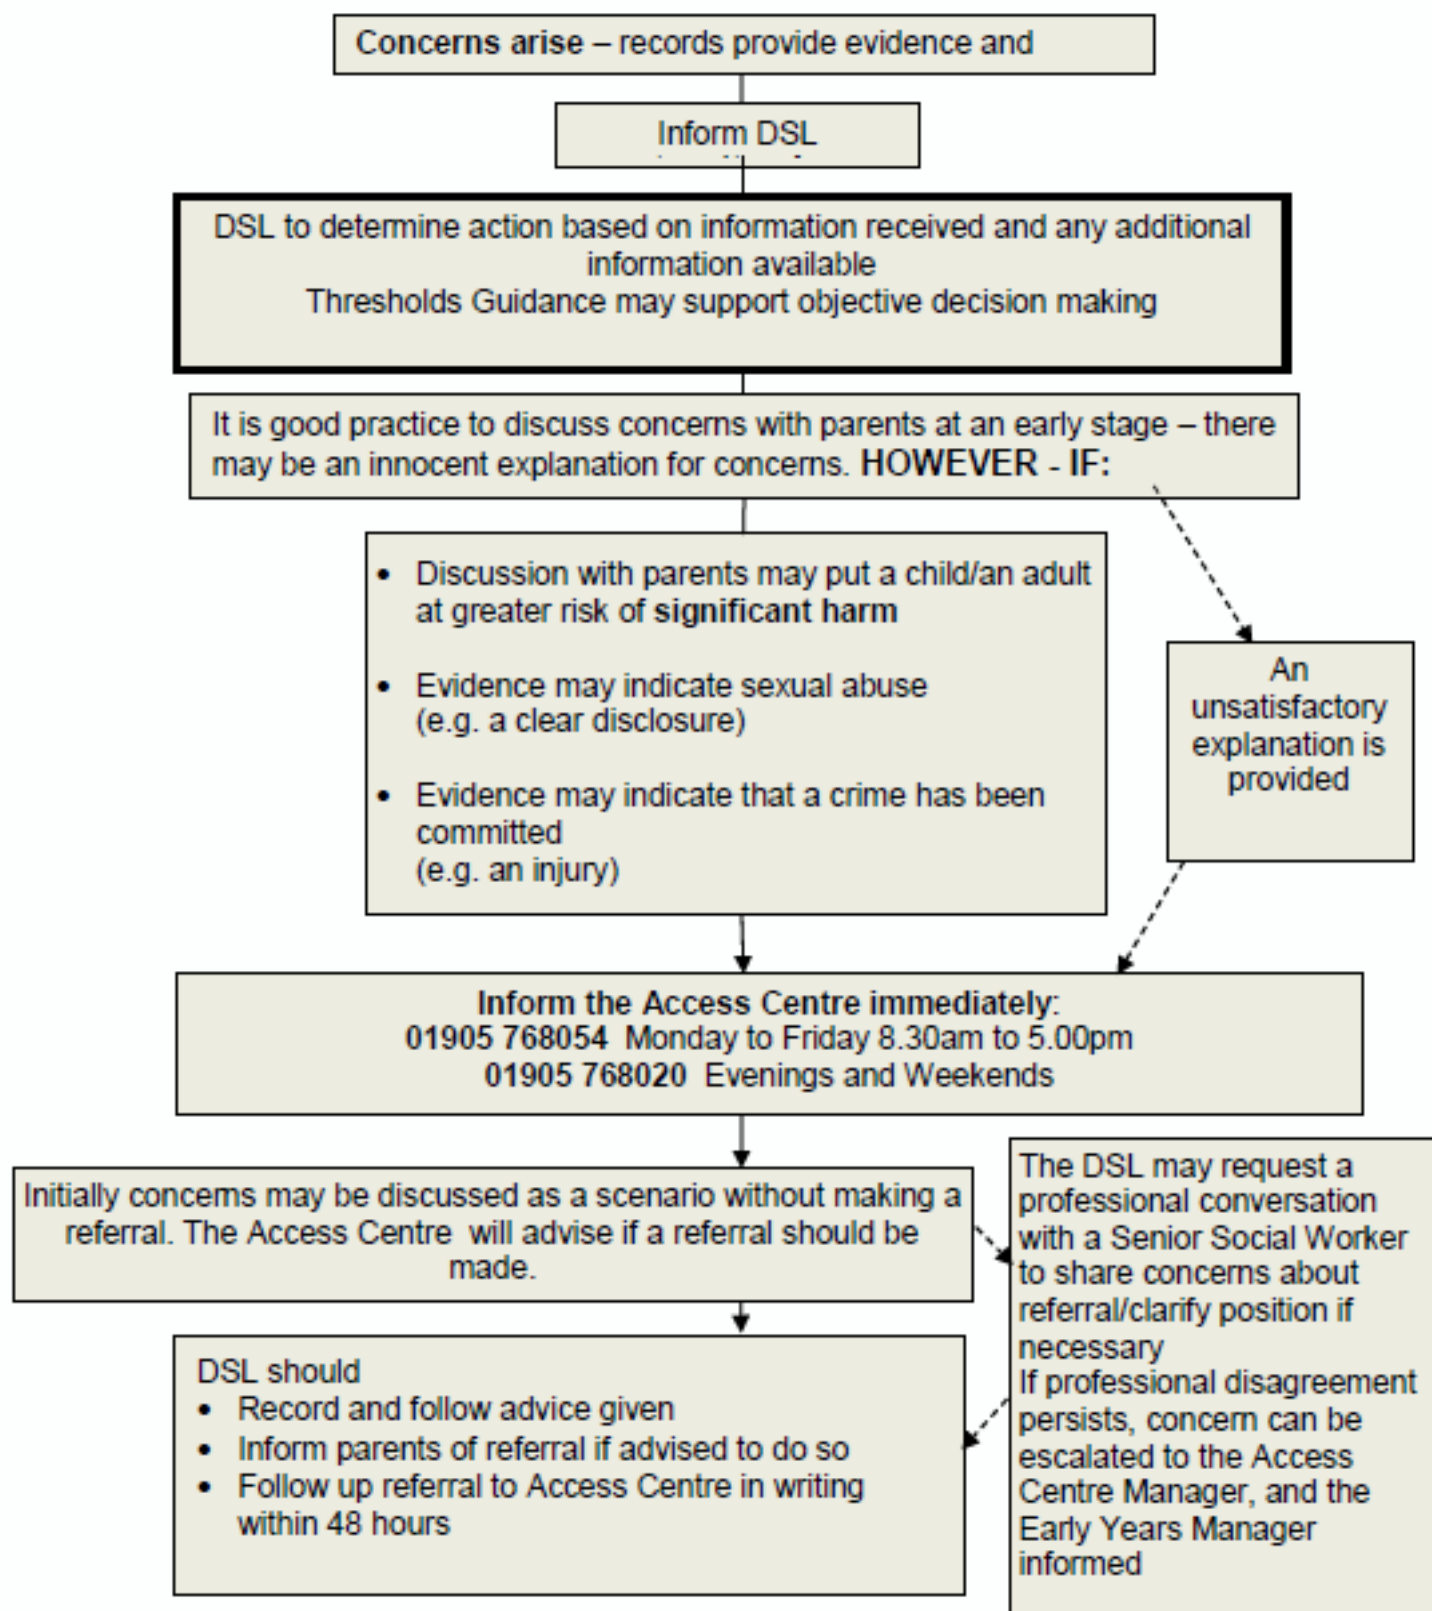 Concerns arise – records provide evidence and
Inform DSL
DSL to determine action based on information received and any additional
information available
Thresholds Guidance may support objective decision making
It is good practice to discuss concerns with parents at an early stage – there
may be an innocent explanation for concerns. HOWEVER - IF:
• Discussion with parents may put a child/an adult
at greater risk of significant harm
• Evidence may indicate sexual abuse
(e.g. a clear disclosure)
• Evidence may indicate that a crime has been
committed
(e.g. an injury)
An
unsatisfactory
explanation is
provided
Inform the Access Centre immediately:
01905 768054 Monday to Friday 8.30am to 5.00pm
01905 768020 Evenings and Weekends
Initially concerns may be discussed as a scenario without making a
referral. The Access Centre will advise if a referral should be
made.
The DSL may request a
professional conversation
with a Senior Social Worker
to share concerns about
referral/clarify position if
necessary
If professional disagreement
persists, concern can be
escalated to the Access
Centre Manager, and the
Early Years Manager
informed
DSL should
• Record and follow advice given
• Inform parents of referral if advised to do so
• Follow up referral to Access Centre in writing
within 48 hours